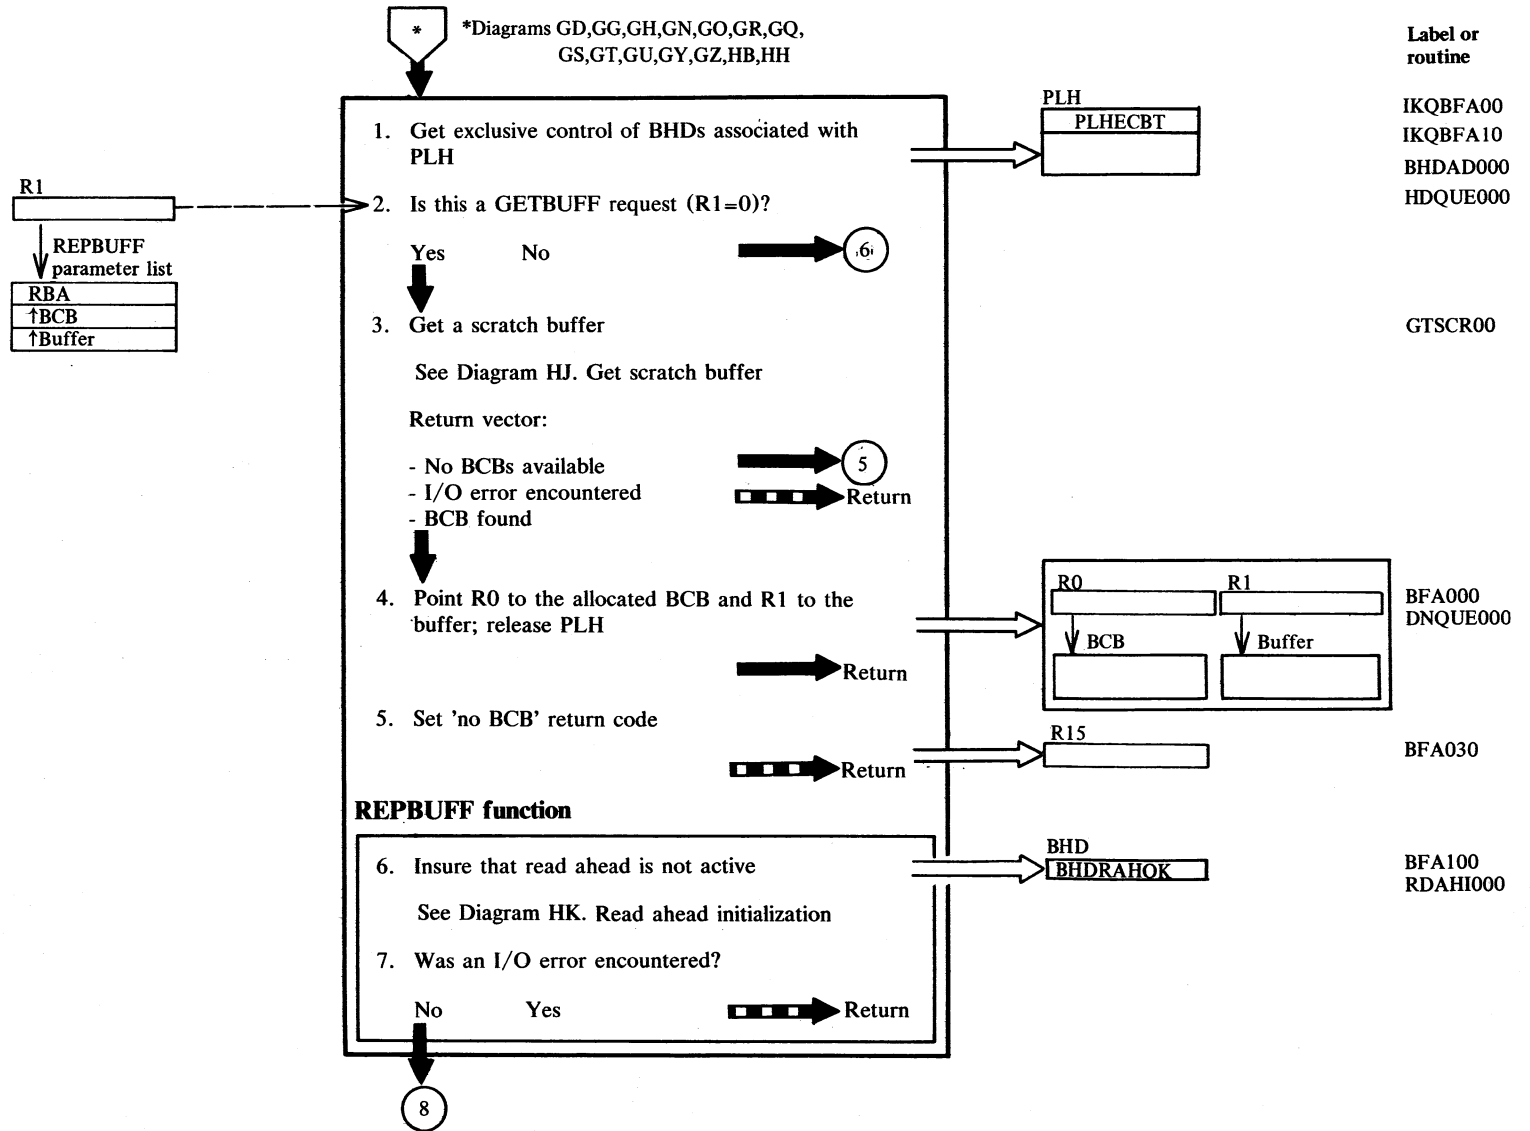 *
*Diagrams GD,GG,GH,GN,GO,GR,GQ,
GS,GT,GU,GY,GZ,HB,HH
Label or
routine
1. Get exclusive control of BHDs associated with
PLH
PLH
PLHECBT
IKQBFA00
IKQBFA10
BHDAD000
HDQUE000
R1
REPBUFF
parameter list
RBA
↑BCB
↑Buffer
2. Is this a GETBUFF request (R1=0)?
Yes No
6
3. Get a scratch buffer
GTSCR00
See Diagram HJ. Get scratch buffer
Return vector:
- No BCBs available
5
- I/O error encountered
Return
- BCB found
4. Point R0 to the allocated BCB and R1 to the
buffer; release PLH
Return
R0 R1
BCB Buffer
BFA000
DNQUE000
5. Set 'no BCB' return code
Return
R15
BFA030
REPBUFF function
6. Insure that read ahead is not active
BHD
BHDRAHOK
BFA100
RDAHI000
See Diagram HK. Read ahead initialization
7. Was an I/O error encountered?
No Yes
Return
8